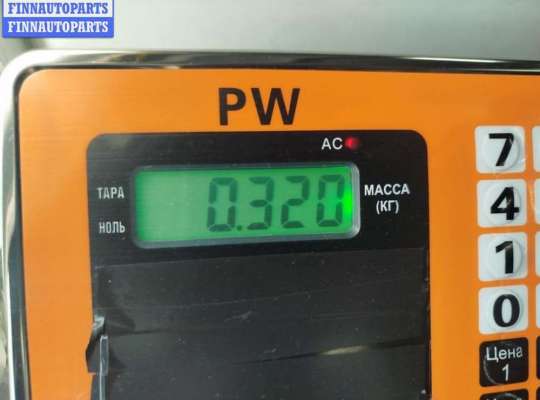 FINNAUTOPARTS
FINNAUTOPARTS
PW
AC
7
ТАРА
0.320
МАССА
(КГ)
4
НОЛЬ
1
0
Цена
1